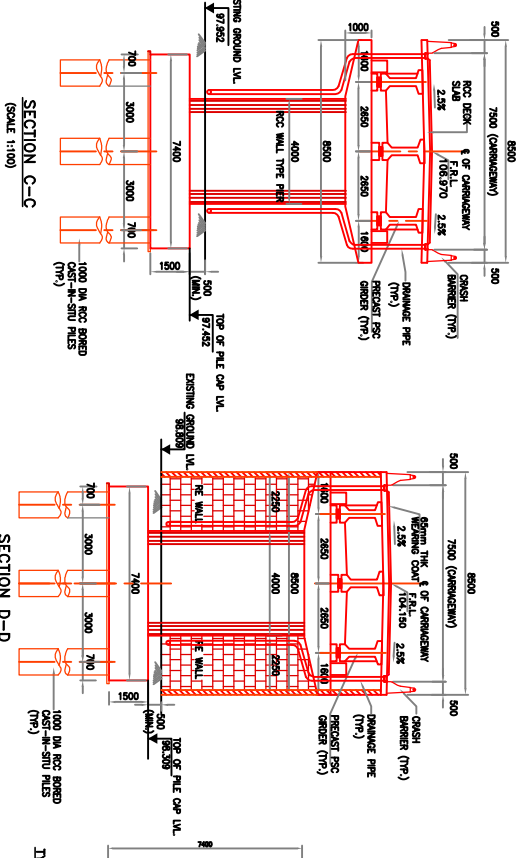 8500
500
7500 (CARRIAGEWAY)
500
RCC DECK
SLAB
2.5%
℄ OF CARRIAGEWAY
F.R.L.
106.970
2.5%
CRASH
BARRIER (TYP.)
1000
1600
2650
2650
1600
8500
DRAINAGE PIPE
(TYP.)
PRECAST PSC
GIRDER (TYP.)
4000
RCC WALL TYPE PIER
GROUND LVL.
97.952
500
(MIN.)
TOP OF PILE CAP LVL.
97.452
7400
1500
700
3000
3000
700
1000 DIA RCC BORED
CAST-IN-SITU PILES
(TYP.)
SECTION C-C
(SCALE 1:100)
8500
500
7500 (CARRIAGEWAY)
500
65mm THK
WEARING COAT
2.5%
℄ OF CARRIAGEWAY
F.R.L.
104.150
2.5%
CRASH
BARRIER (TYP.)
1600
2650
2650
1600
8500
2250
4000
2250
RE WALL
RE WALL
DRAINAGE PIPE
(TYP.)
PRECAST PSC
GIRDER (TYP.)
EXISTING GROUND LVL.
98.809
500
(MIN.)
TOP OF PILE CAP LVL.
98.309
7400
1500
700
3000
3000
700
1000 DIA RCC BORED
CAST-IN-SITU PILES
(TYP.)
SECTION D-D
7400